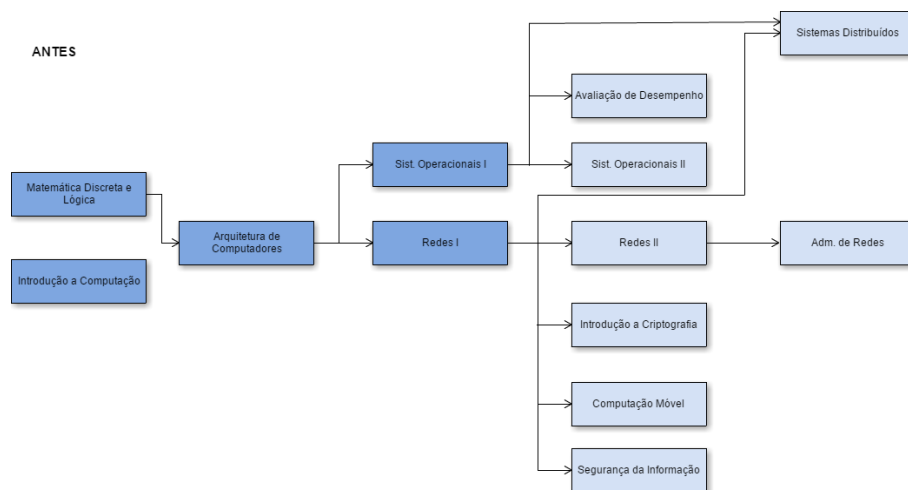 Sistemas Distribuídos
ANTES
Avaliação de Desempenho
Sist. Operacionais I
Sist. Operacionais II
Matemática Discreta e
Lógica
Arquitetura de
Computadores
Redes I
Redes II
Adm. de Redes
Introdução a Computação
Introdução a Criptografia
Computação Móvel
Segurança da Informação